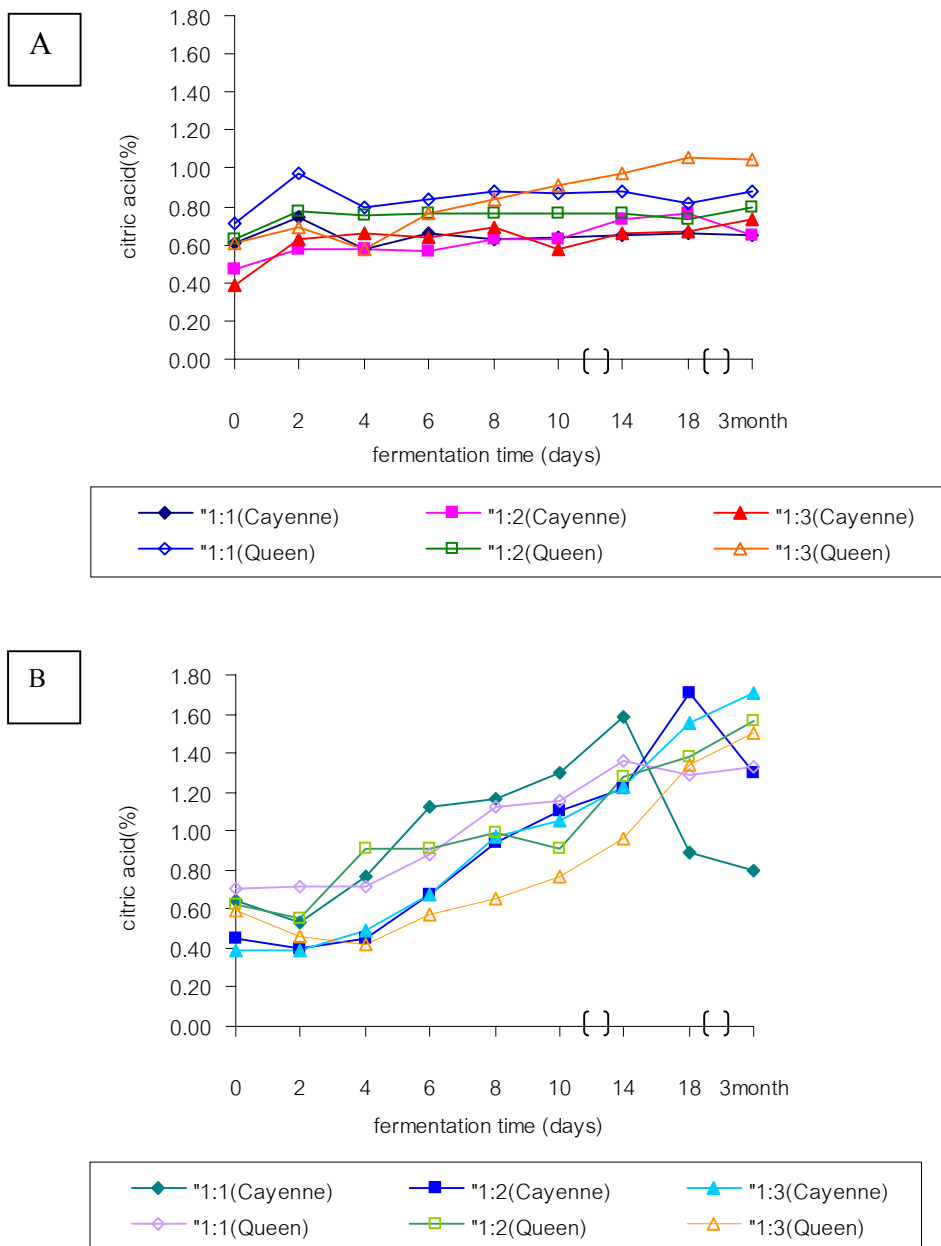 A
1.80
1.60
1.40
1.20
1.00
0.80
0.60
0.40
0.20
0.00
citric acid(%)
0 2 4 6 8 10 14 18 3month
fermentation time (days)
"1:1(Cayenne) "1:2(Cayenne) "1:3(Cayenne)
"1:1(Queen) "1:2(Queen) "1:3(Queen)
B
1.80
1.60
1.40
1.20
1.00
0.80
0.60
0.40
0.20
0.00
citric acid(%)
0 2 4 6 8 10 14 18 3month
fermentation time (days)
"1:1(Cayenne) "1:2(Cayenne) "1:3(Cayenne)
"1:1(Queen) "1:2(Queen) "1:3(Queen)